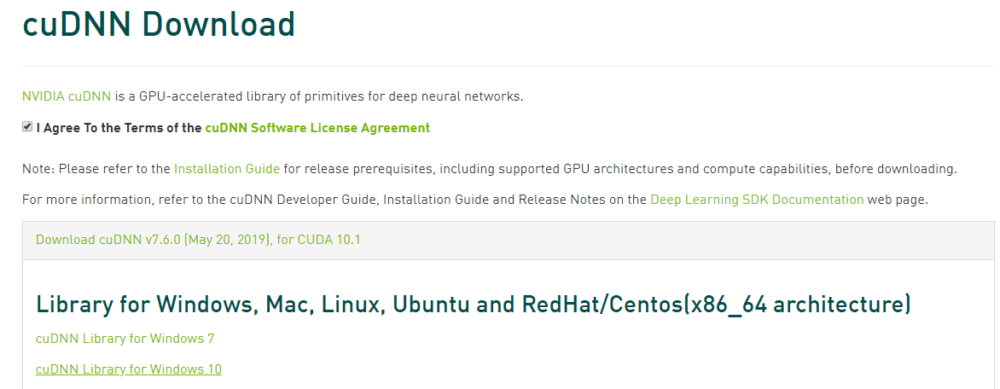 cuDNN Download
NVIDIA cuDNN is a GPU-accelerated library of primitives for deep neural networks.
I Agree To the Terms of the cuDNN Software License Agreement
Note: Please refer to the Installation Guide for release prerequisites, including supported GPU architectures and compute capabilities, before downloading.
For more information, refer to the cuDNN Developer Guide, Installation Guide and Release Notes on the Deep Learning SDK Documentation web page.
Download cuDNN v7.6.0 (May 20, 2019), for CUDA 10.1
Library for Windows, Mac, Linux, Ubuntu and RedHat/Centos(x86_64 architecture)
cuDNN Library for Windows 7
cuDNN Library for Windows 10